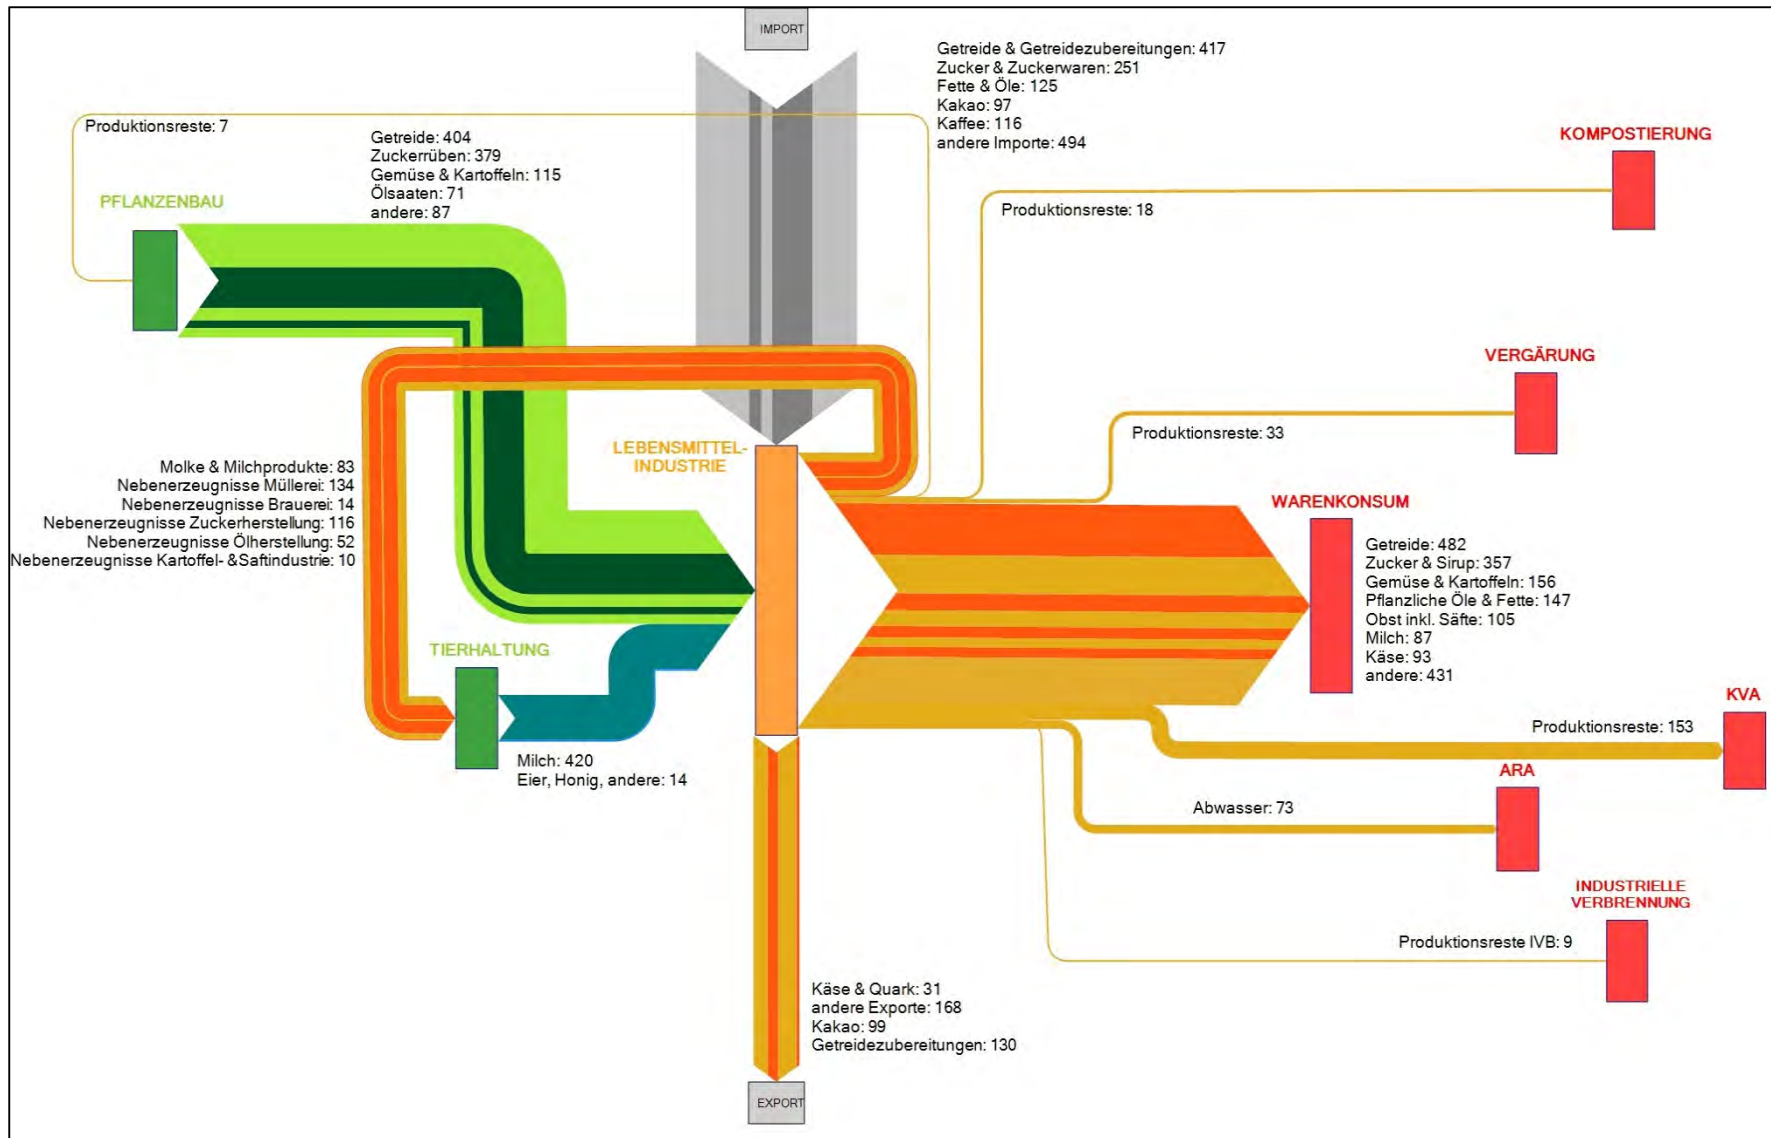 IMPORT
Getreide & Getreidezubereitungen: 417
Zucker & Zuckerwaren: 251
Fette & Öle: 125
Kakao: 97
Kaffee: 116
andere Importe: 494
Produktionsreste: 7
Getreide: 404
Zuckerrüben: 379
Gemüse & Kartoffeln: 115
Ölsaaten: 71
andere: 87
PFLANZENBAU
KOMPOSTIERUNG
Produktionsreste: 18
VERGÄRUNG
Produktionsreste: 33
LEBENSMITTEL-
INDUSTRIE
Molke & Milchprodukte: 83
Nebenerzeugnisse Müllerei: 134
Nebenerzeugnisse Brauerei: 14
Nebenerzeugnisse Zuckerherstellung: 116
Nebenerzeugnisse Ölherstellung: 52
Nebenerzeugnisse Kartoffel- &Saftindustrie: 10
WARENKONSUM
Getreide: 482
Zucker & Sirup: 357
Gemüse & Kartoffeln: 156
Pflanzliche Öle & Fette: 147
Obst inkl. Säfte: 105
Milch: 87
Käse: 93
andere: 431
TIERHALTUNG
Milch: 420
Eier, Honig, andere: 14
KVA
Produktionsreste: 153
ARA
Abwasser: 73
INDUSTRIELLE
VERBRENNUNG
Produktionsreste IVB: 9
Käse & Quark: 31
andere Exporte: 168
Kakao: 99
Getreidezubereitungen: 130
EXPORT